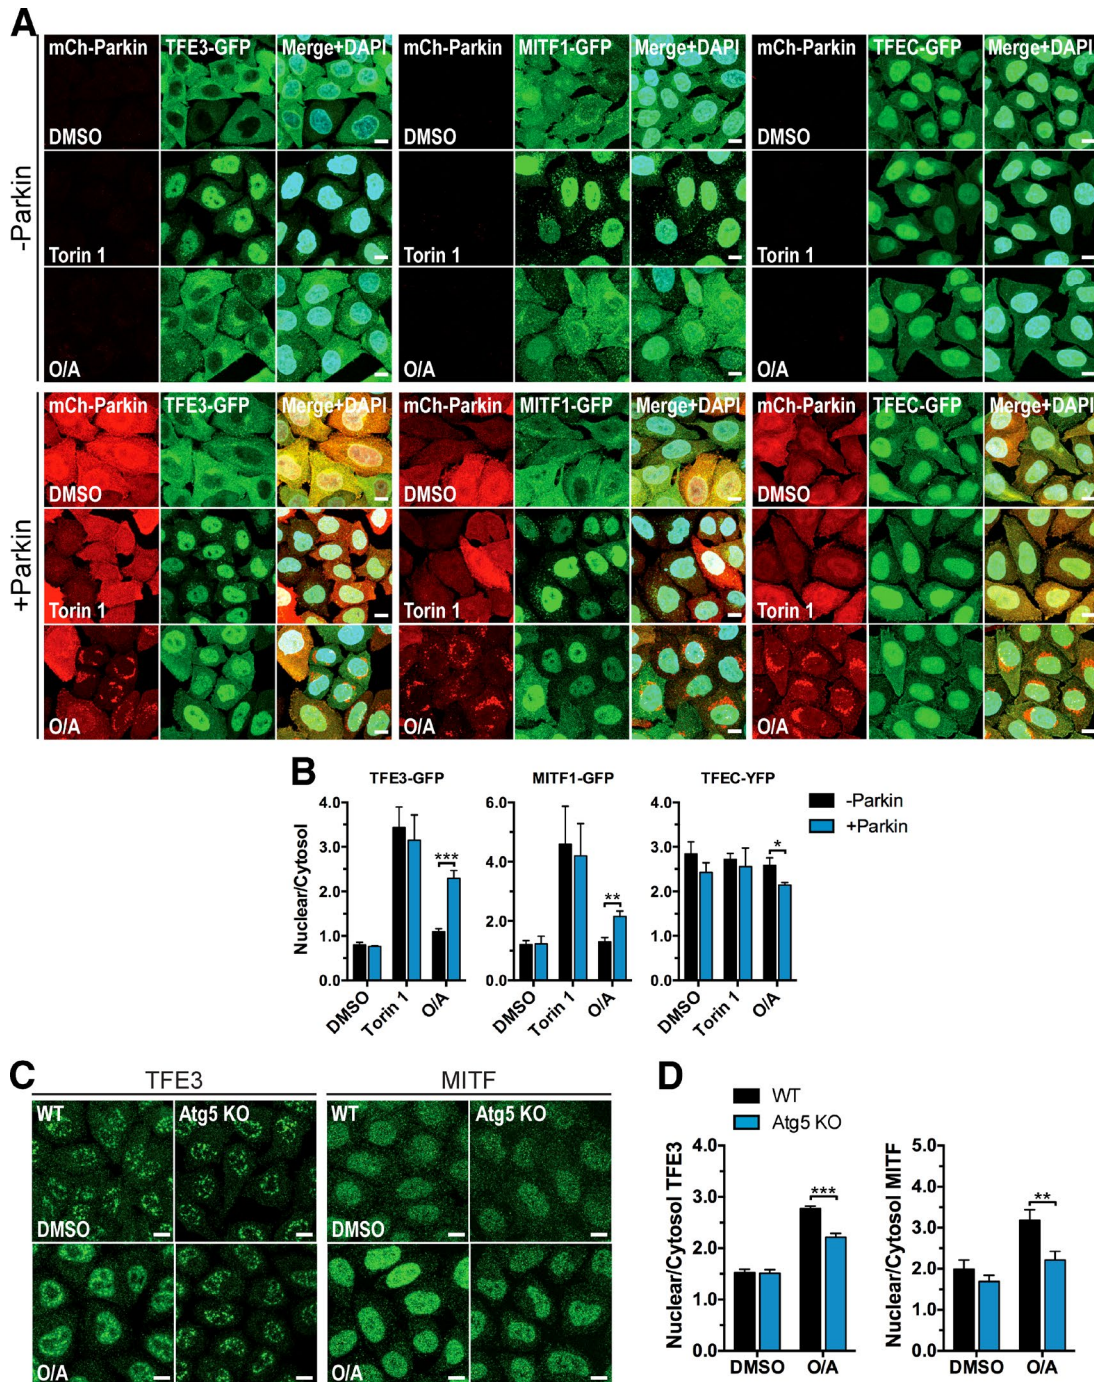 A
mCh-Parkin TFE3-GFP Merge+DAPI mCh-Parkin MITF1-GFP Merge+DAPI mCh-Parkin TFEC-GFP Merge+DAPI
DMSO DMSO DMSO
-Parkin
Torin 1 Torin 1 Torin 1
O/A O/A O/A
mCh-Parkin TFE3-GFP Merge+DAPI mCh-Parkin MITF1-GFP Merge+DAPI mCh-Parkin TFEC-GFP Merge+DAPI
DMSO DMSO DMSO
+Parkin
Torin 1 Torin 1 Torin 1
O/A O/A O/A
B
TFE3-GFP MITF1-GFP TFEC-YFP
-Parkin
+Parkin
Nuclear/Cytosol
4.0 6.0 4.0
3.0 4.0 3.0
2.0 2.0 2.0
1.0 0.0 1.0
0.0 0.0
*** ** *
DMSO Torin 1 O/A DMSO Torin 1 O/A DMSO Torin 1 O/A
C
TFE3 MITF
WT Atg5 KO WT Atg5 KO
DMSO DMSO
O/A O/A
D
WT
Atg5 KO
Nuclear/Cytosol TFE3
4.0
3.0
2.0
1.0
0.0
***
DMSO O/A
Nuclear/Cytosol MITF
5.0
4.0
3.0
2.0
1.0
0.0
**
DMSO O/A